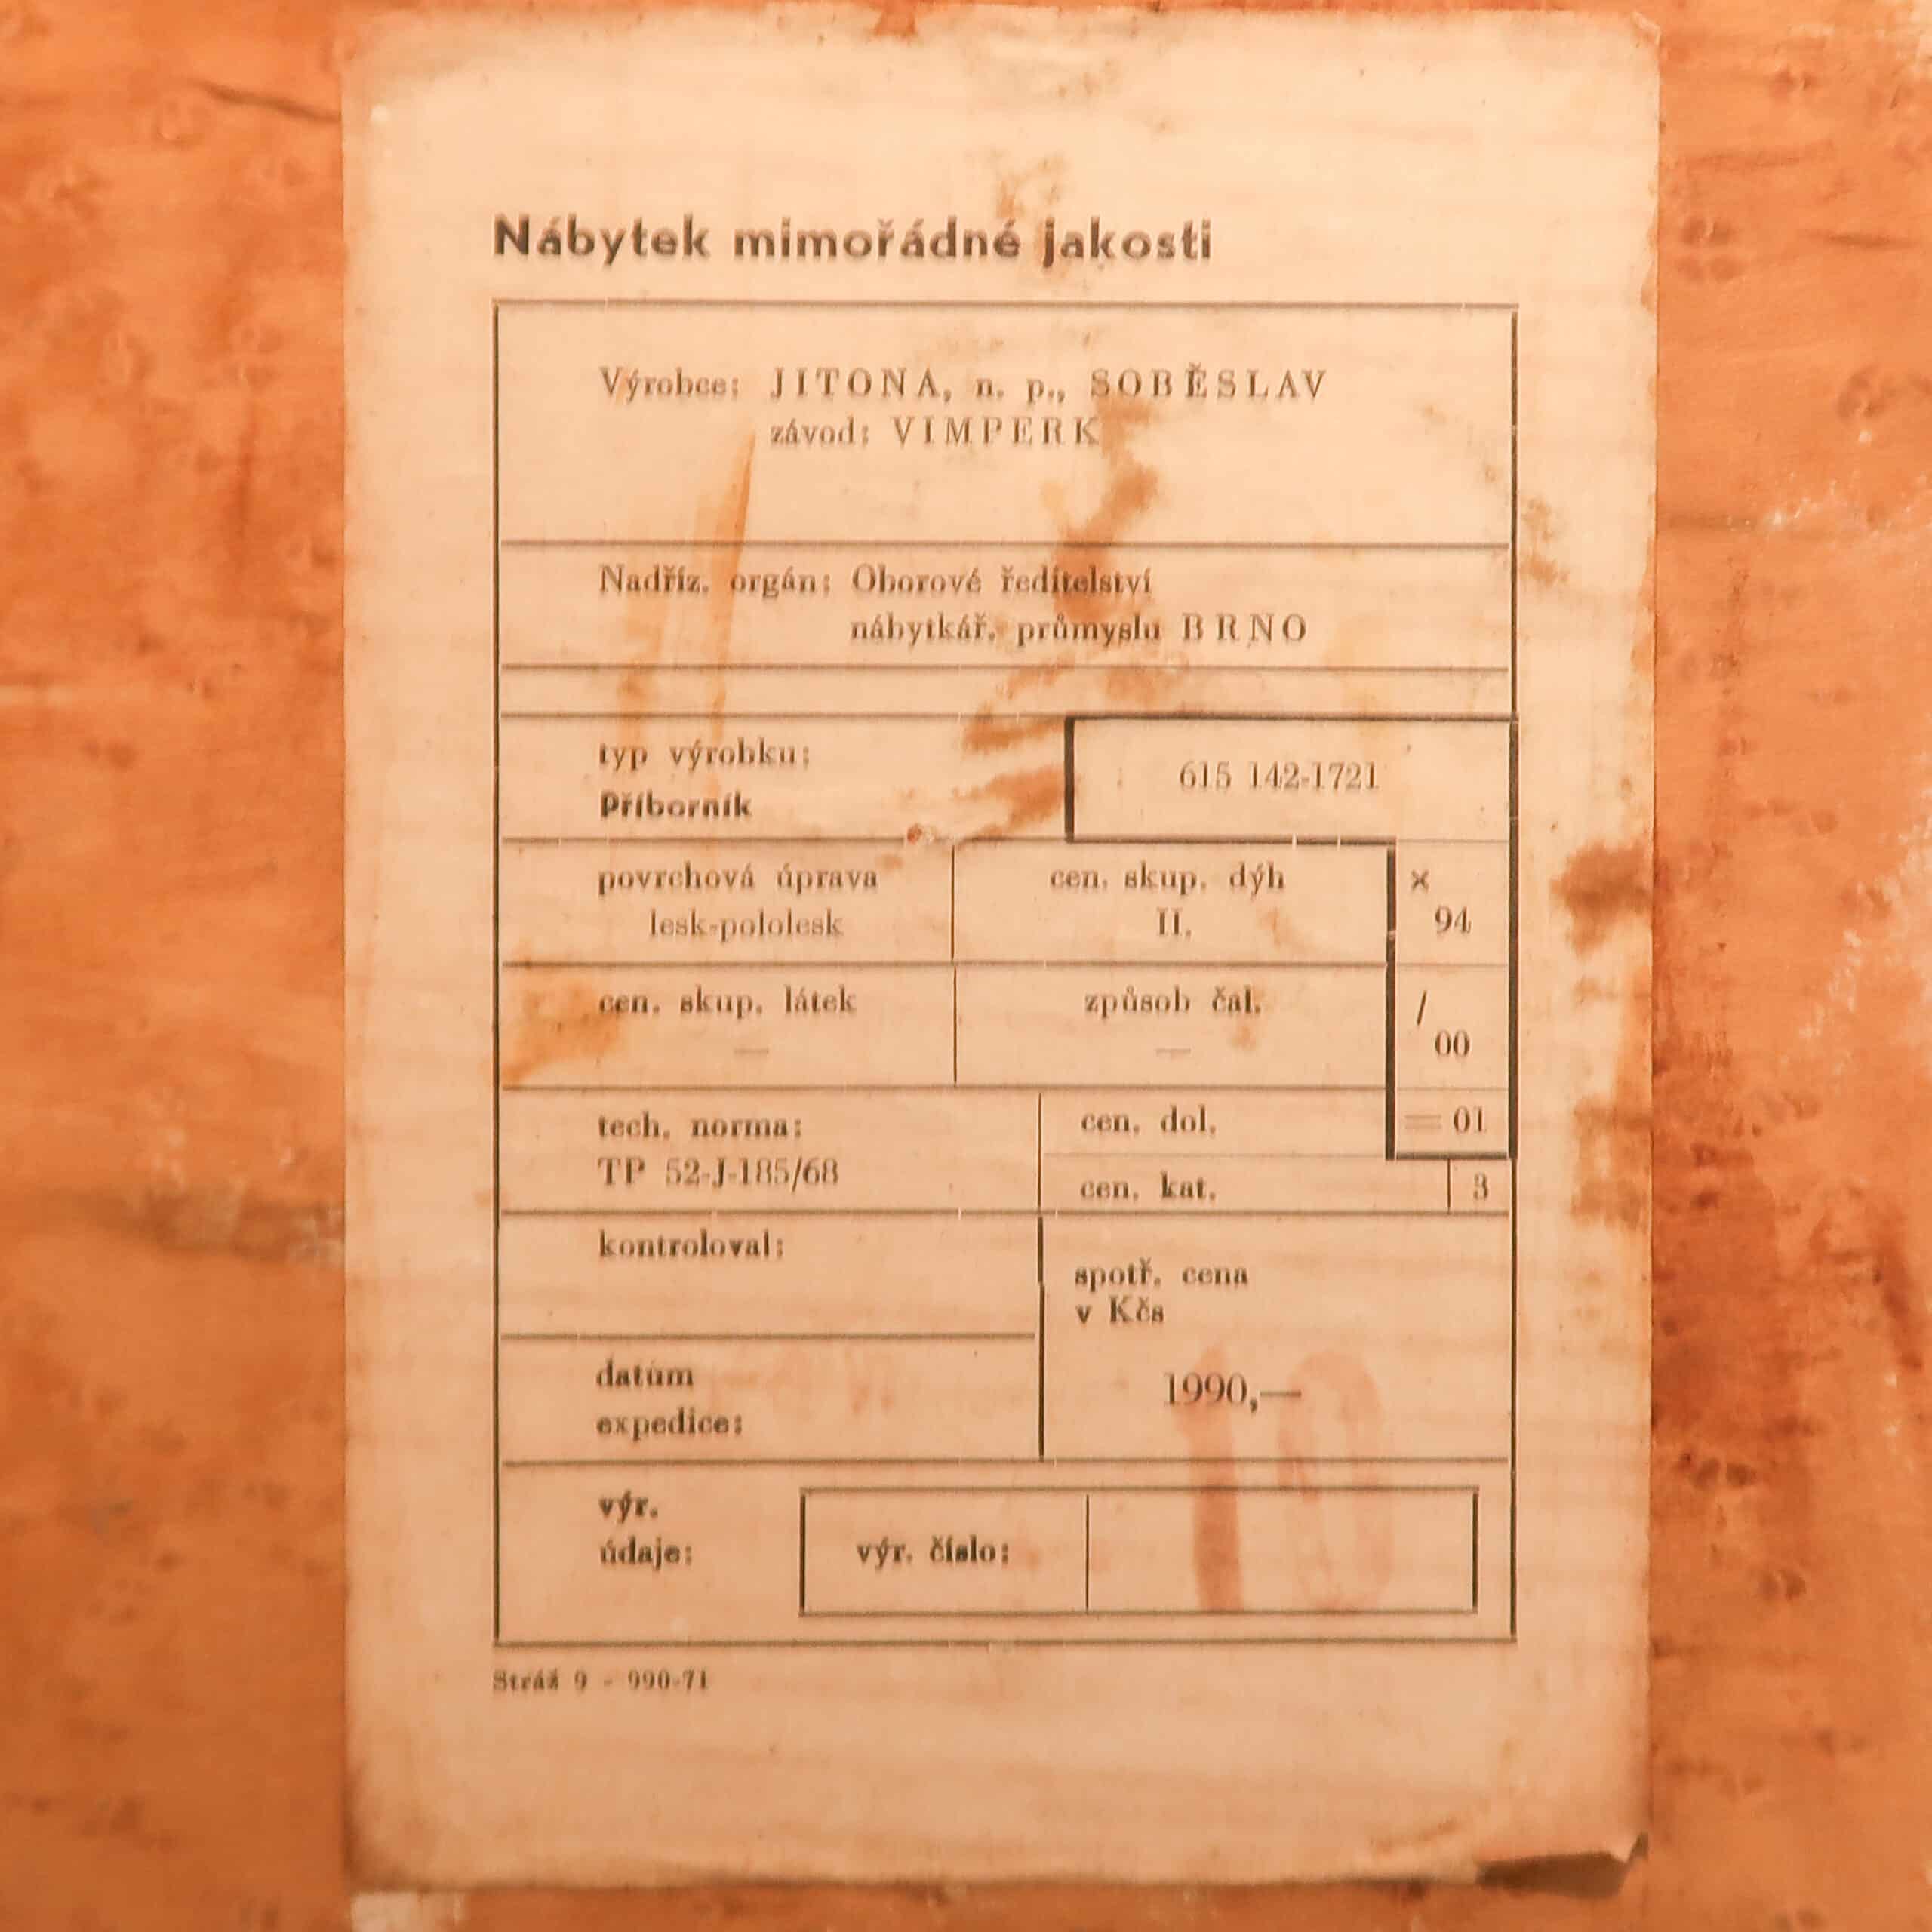 Nábytek mimořádné jakosti
Výrobce: JITONA, n. p., SOBĚSLAV
závod: VIMPERK
Nadříz. orgán: Oborové ředitelství
nábytkář. průmyslu BRNO
typ výrobku:
Příborník
615 142-1721
povrchová úprava
lesk-pololesk
cen. skup. dýh
II.
×
94
cen. skup. látek
—
způsob čal.
—
/
00
tech. norma:
TP 52-J-185/68
cen. dol.
= 01
cen. kat.
3
kontroloval:
spotř. cena
v Kčs
1990,—
datum
expedice:
výr.
údaje:
výr. číslo:
10
Stráž 9 - 990-71